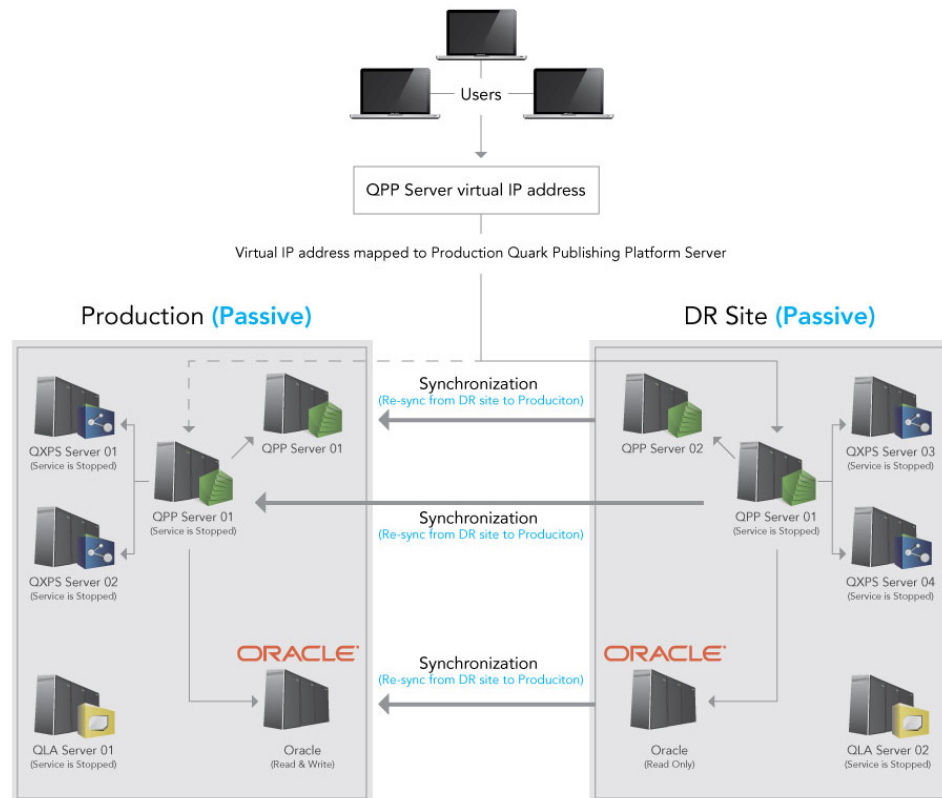 Users
QPP Server virtual IP address
Virtual IP address mapped to Production Quark Publishing Platform Server
Production (Passive)
DR Site (Passive)
QXPS Server 01
(Service is Stopped)
QPP Server 01
QPP Server 01
(Service is Stopped)
QXPS Server 02
(Service is Stopped)
QLA Server 01
(Service is Stopped)
ORACLE
Oracle
(Read & Write)
Synchronization
(Re-sync from DR site to Produciton)
Synchronization
(Re-sync from DR site to Produciton)
Synchronization
(Re-sync from DR site to Produciton)
QPP Server 02
QXPS Server 03
(Service is Stopped)
QPP Server 01
(Service is Stopped)
QXPS Server 04
(Service is Stopped)
ORACLE
Oracle
(Read Only)
QLA Server 02
(Service is Stopped)